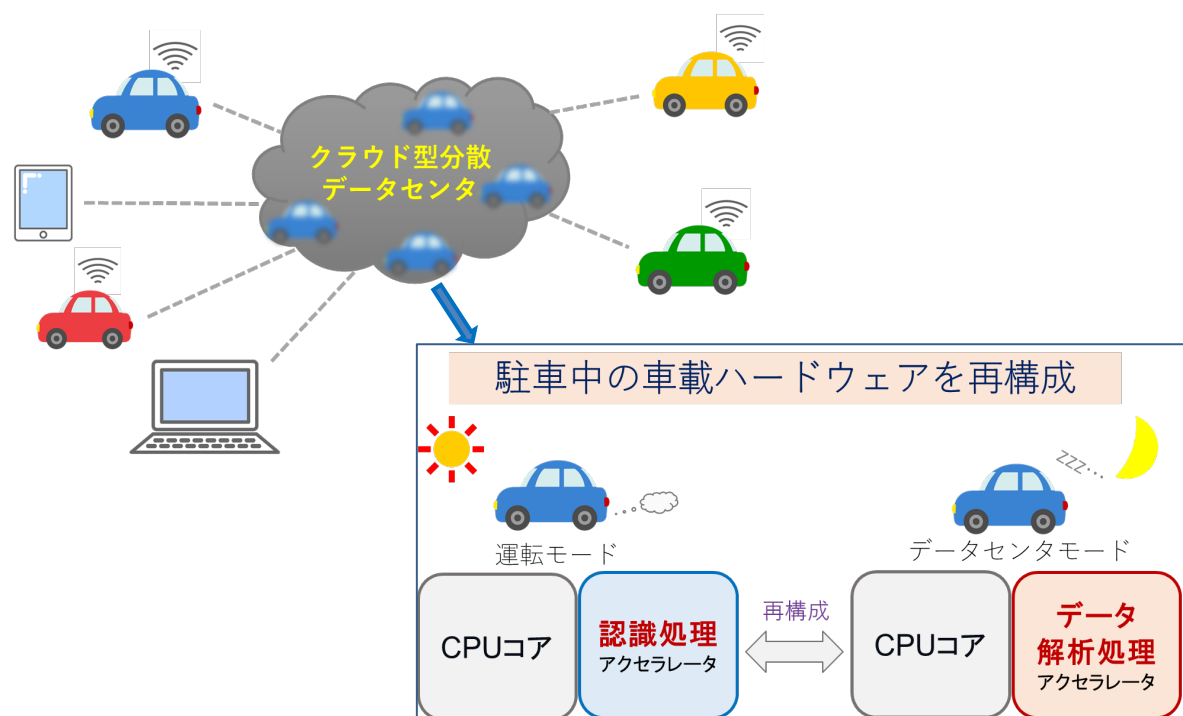 クラウド型分散
データセンタ
駐車中の車載ハードウェアを再構成
zzz…
運転モード
データセンタモード
CPUコア
認識処理
アクセラレータ
再構成
CPUコア
データ
解析処理
アクセラレータ